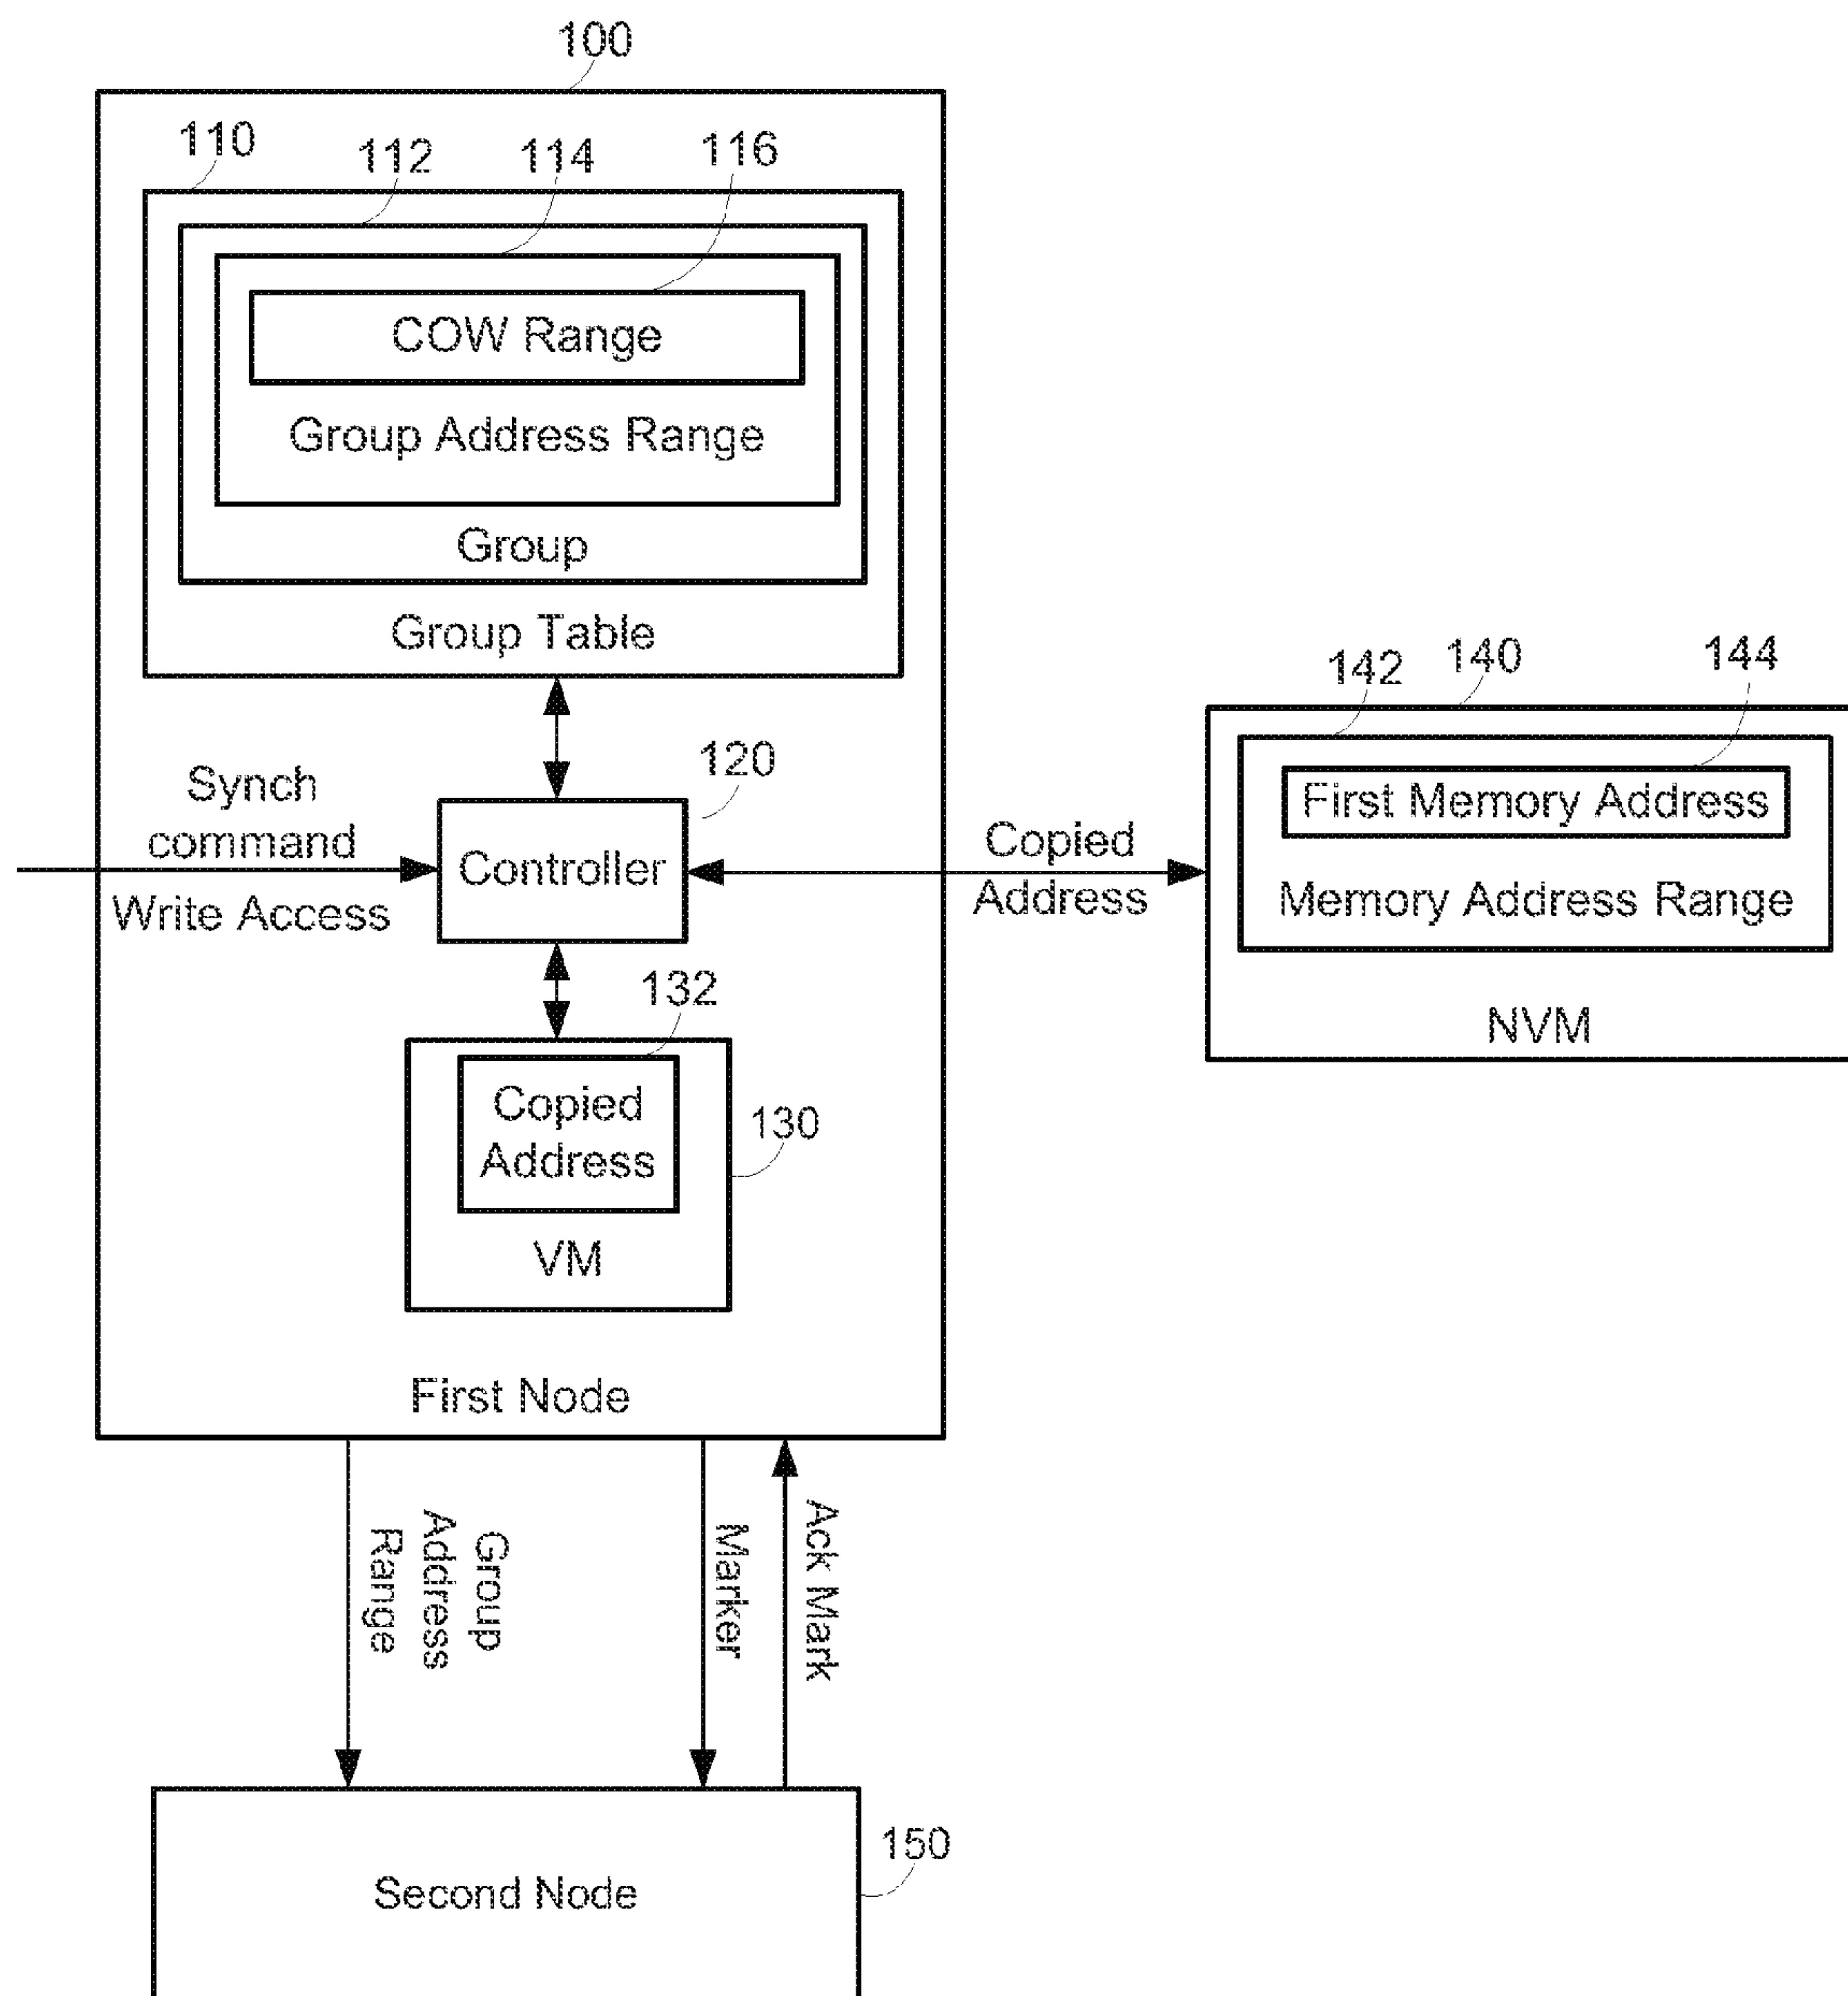 100
110
112
114
116
COW Range
Group Address Range
Group
Group Table
142
140
144
120
Synch
command
Write Access
Controller
Copied
Address
First Memory Address
Memory Address Range
NVM
132
Copied
Address
130
VM
First Node
Group
Address
Range
Marker
Ack Mark
150
Second Node